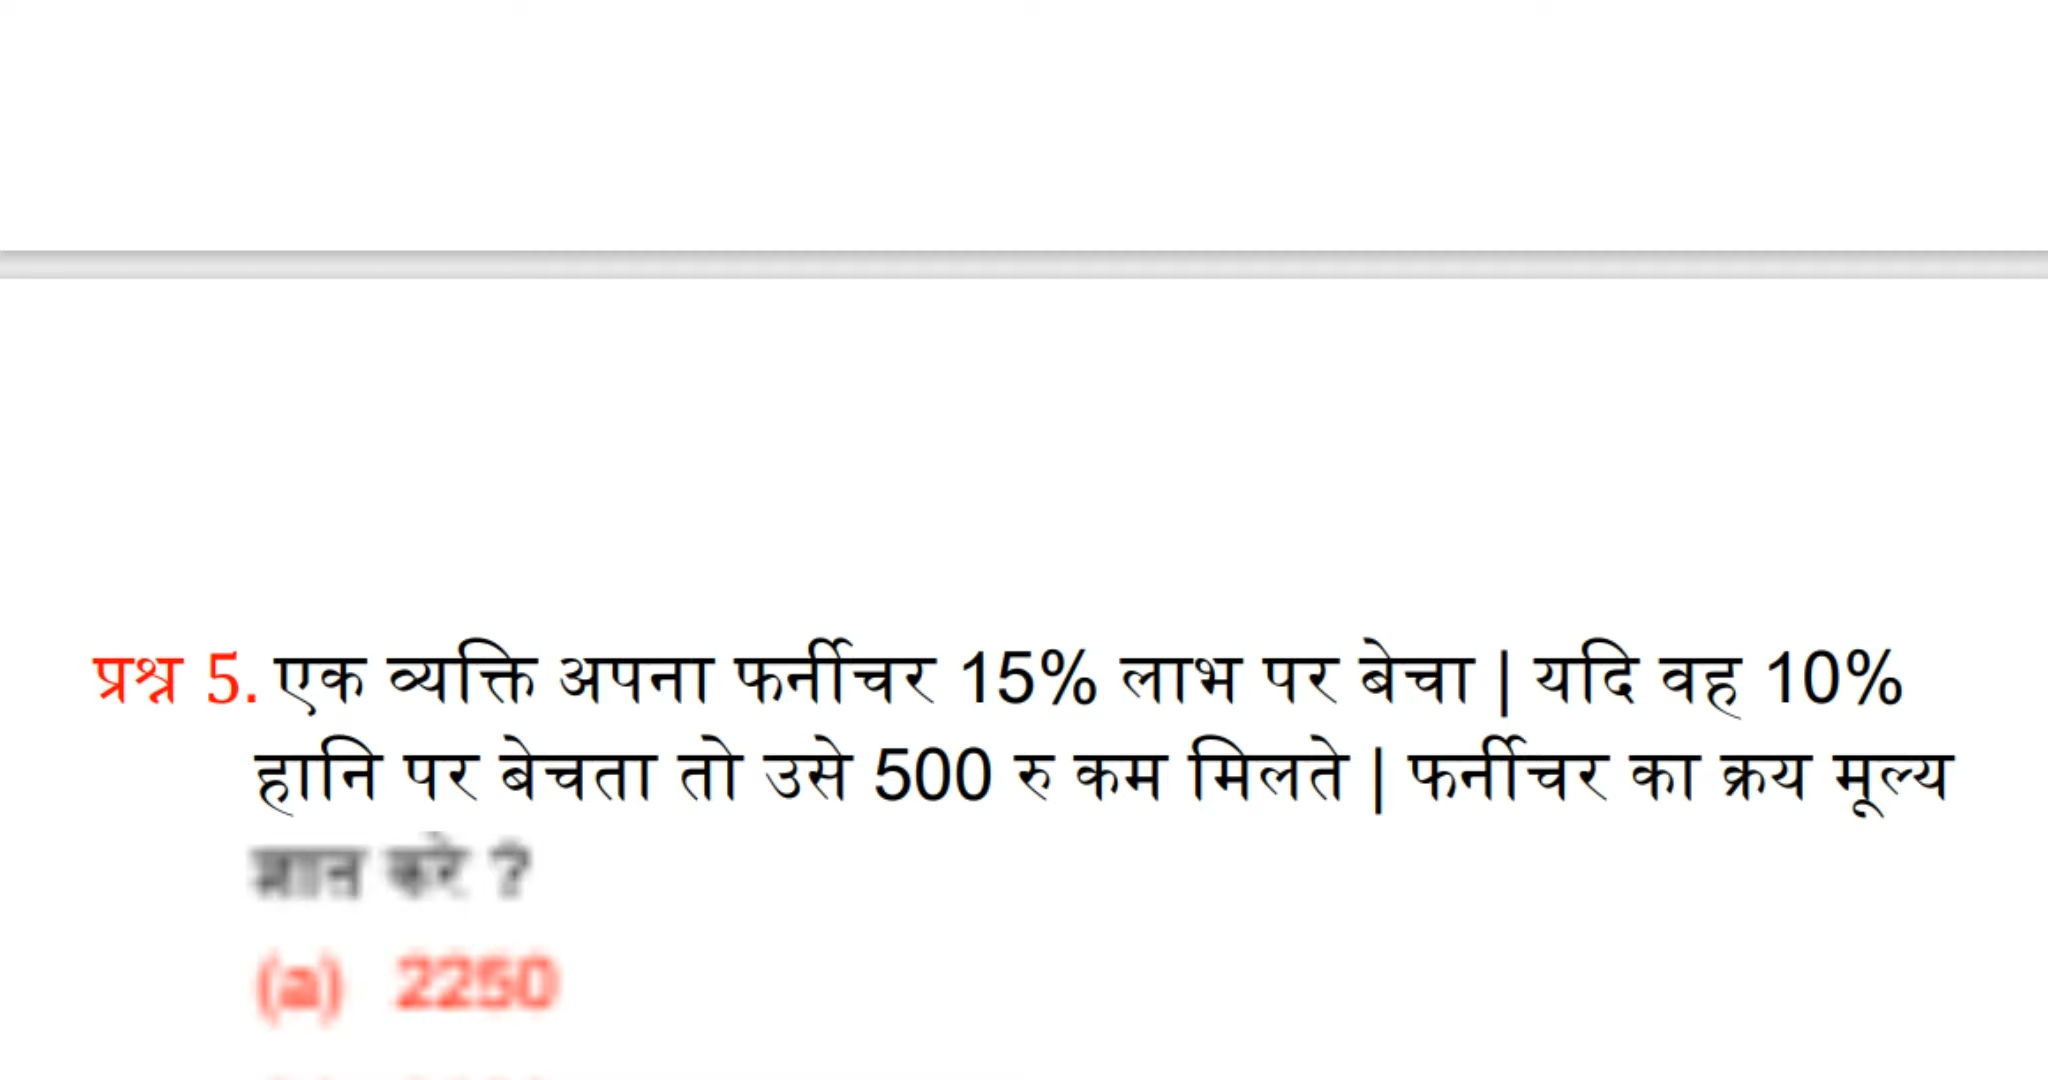 प्रश्न 5. एक व्यक्ति अपना फर्नीचर 15% लाभ पर बेचा | यदि वह 10%
हानि पर बेचता तो उसे 500 रु कम मिलते | फर्नीचर का क्रय मूल्य
ज्ञात करे ?
(a) 2250